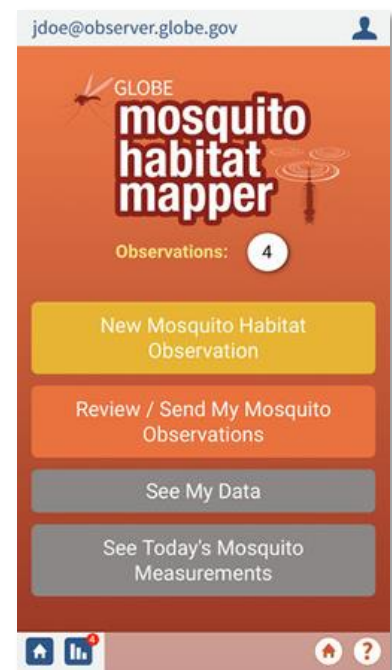 jdoe@observer.globe.gov
GLOBE
mosquito
habitat
mapper
Observations: 4
New Mosquito Habitat
Observation
Review / Send My Mosquito
Observations
See My Data
See Today's Mosquito
Measurements
4
?